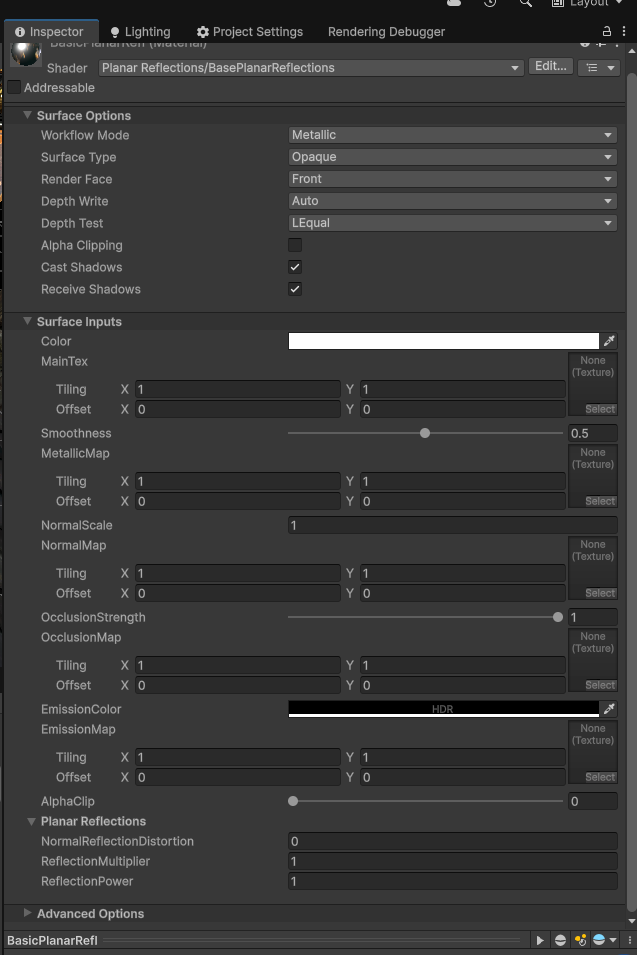 Layout
Inspector Lighting Project Settings Rendering Debugger
BasicPlanarRefl (Material)
Shader Planar Reflections/BasePlanarReflections Edit...
Addressable
Surface Options
Workflow Mode Metallic
Surface Type Opaque
Render Face Front
Depth Write Auto
Depth Test LEqual
Alpha Clipping
Cast Shadows
Receive Shadows
Surface Inputs
Color
MainTex None
(Texture)
Tiling X 1 Y 1
Offset X 0 Y 0 Select
Smoothness 0.5
MetallicMap None
(Texture)
Tiling X 1 Y 1
Offset X 0 Y 0 Select
NormalScale 1
NormalMap None
(Texture)
Tiling X 1 Y 1
Offset X 0 Y 0 Select
OcclusionStrength 1
OcclusionMap None
(Texture)
Tiling X 1 Y 1
Offset X 0 Y 0 Select
EmissionColor HDR
EmissionMap None
(Texture)
Tiling X 1 Y 1
Offset X 0 Y 0 Select
AlphaClip 0
Planar Reflections
NormalReflectionDistortion 0
ReflectionMultiplier 1
ReflectionPower 1
Advanced Options
BasicPlanarRefl